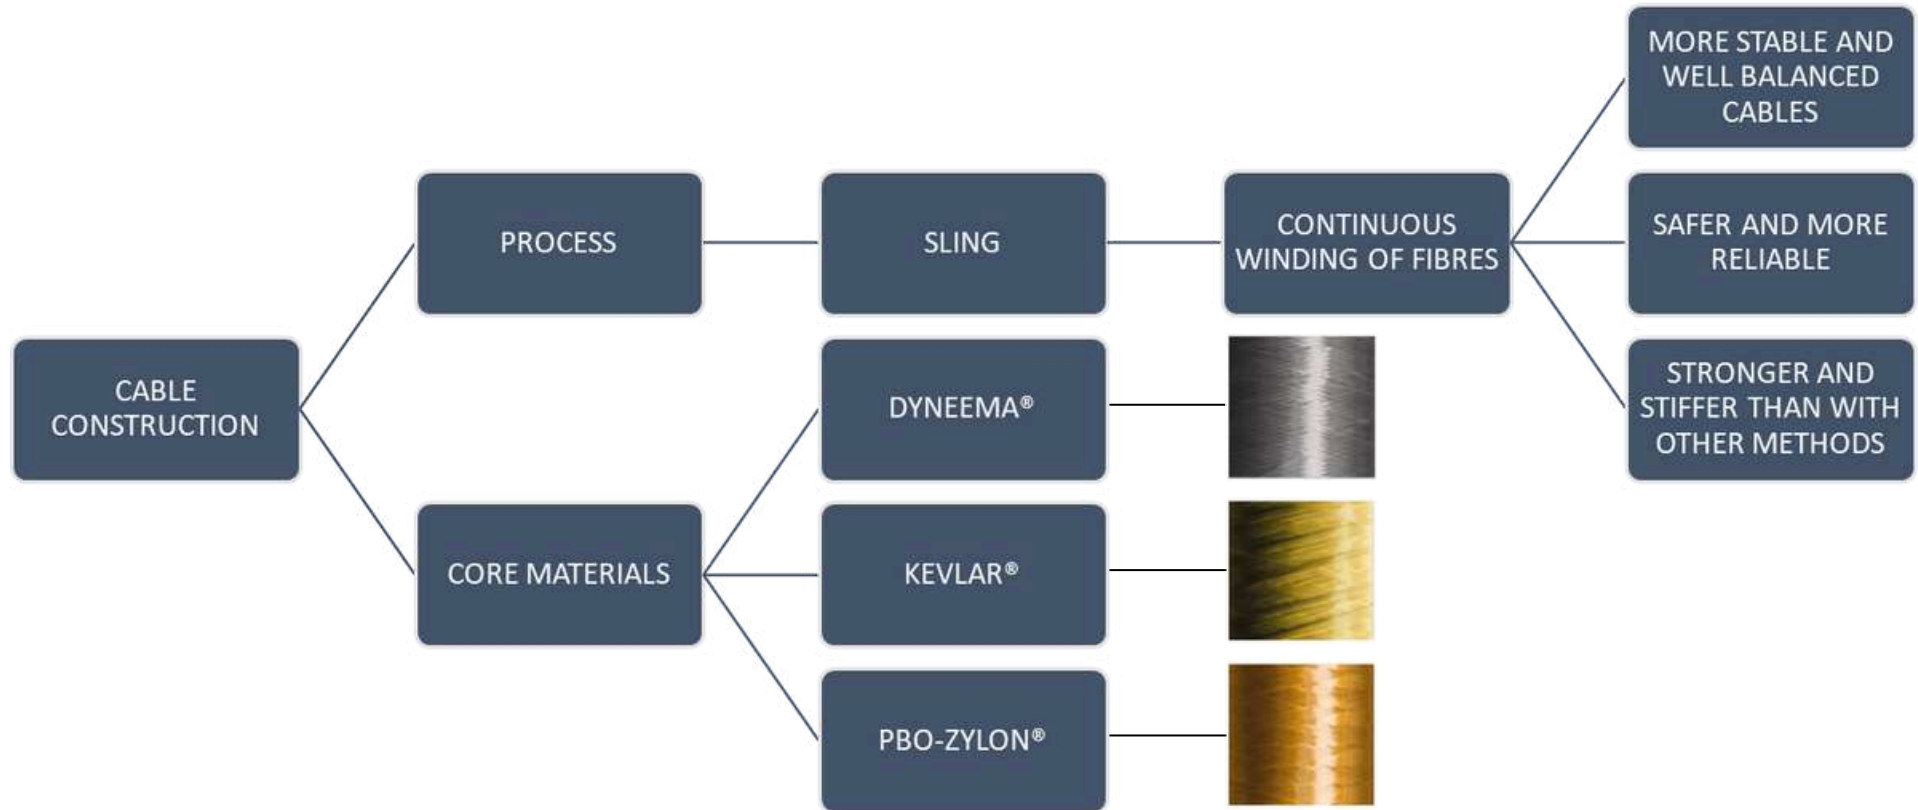 CABLE
CONSTRUCTION
PROCESS
SLING
CONTINUOUS
WINDING OF FIBRES
MORE STABLE AND
WELL BALANCED
CABLES
SAFER AND MORE
RELIABLE
STRONGER AND
STIFFER THAN WITH
OTHER METHODS
CORE MATERIALS
DYNEEMA®
KEVLAR®
PBO-ZYLON®